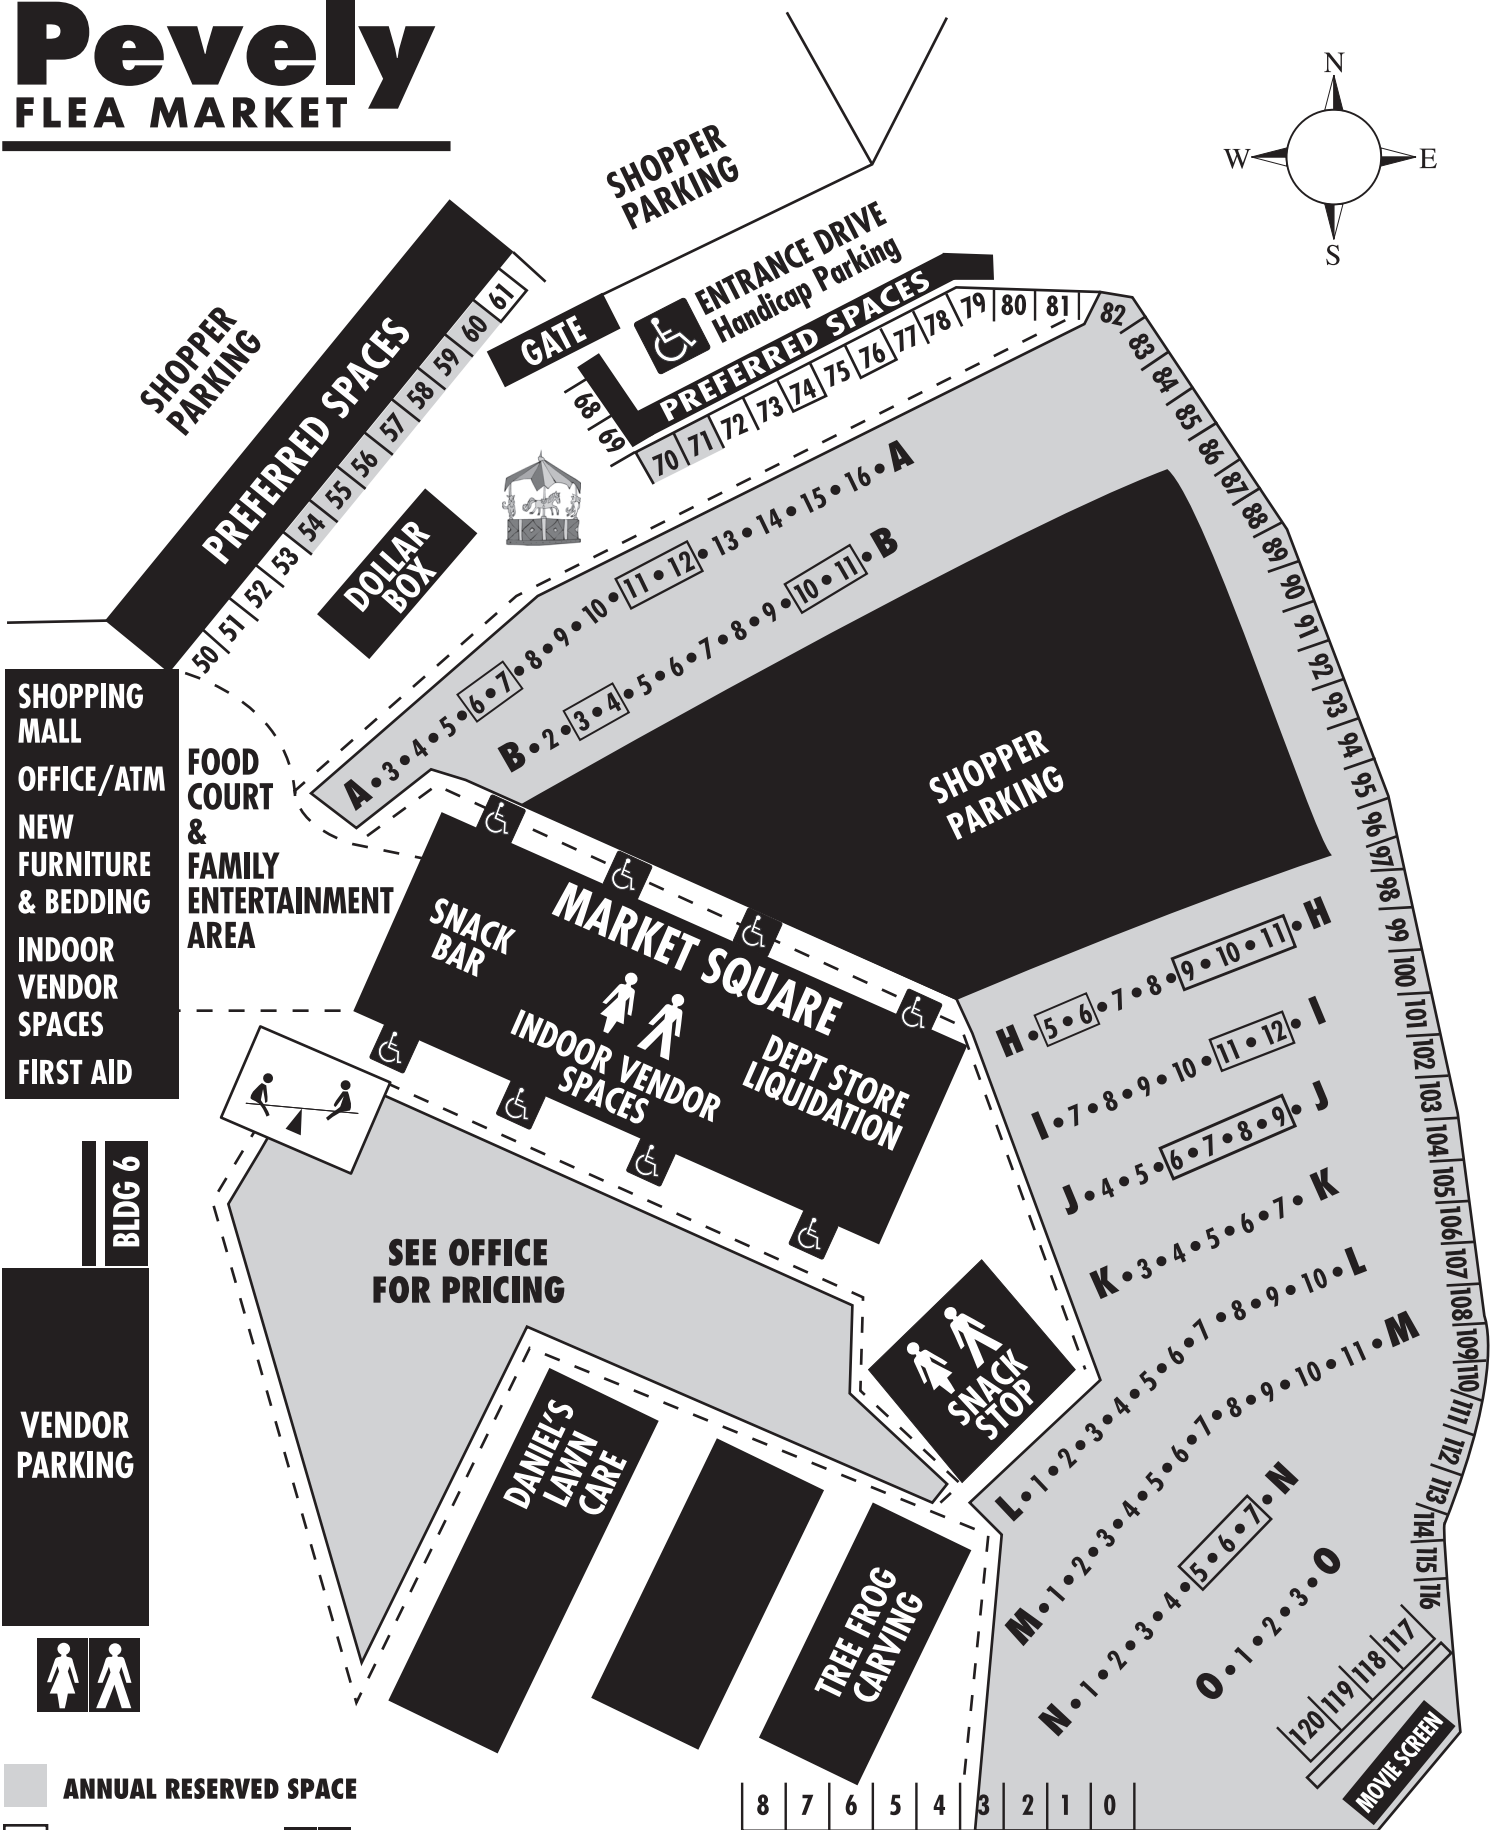 Pevely
FLEA MARKET
N
W
E
S
SHOPPER
PARKING
SHOPPER
PARKING
ENTRANCE DRIVE
Handicap Parking
GATE
PREFERRED SPACES
68
69
70 71 72 73 74 75 76 77 78 79 80 81
PREFERRED SPACES
50 51 52 53 54 55 56 57 58 59 60 61
DOLLAR
BOX
82
83
84
85
86
87
88
89
90
91
92
93
94
95
96
97
98
99
100
101
102
103
104
105
106
107
108
109
110
111
112
113
114
115
116
A • 3 • 4 • 5 • 6 • 7 • 8 • 9 • 10 • 11 • 12 • 13 • 14 • 15 • 16 • A
B • 2 • 3 • 4 • 5 • 6 • 7 • 8 • 9 • 10 • 11 • B
SHOPPER
PARKING
SHOPPING
MALL
OFFICE/ATM
NEW
FURNITURE
& BEDDING
INDOOR
VENDOR
SPACES
FIRST AID
FOOD
COURT
&
FAMILY
ENTERTAINMENT
AREA
MARKET SQUARE
SNACK
BAR
INDOOR VENDOR
SPACES
DEPT STORE
LIQUIDATION
H • 5 • 6 • 7 • 8 • 9 • 10 • 11 • H
I • 7 • 8 • 9 • 10 • 11 • 12 • I
J • 4 • 5 • 6 • 7 • 8 • 9 • J
K • 3 • 4 • 5 • 6 • 7 • K
L • 1 • 2 • 3 • 4 • 5 • 6 • 7 • 8 • 9 • 10 • L
M • 1 • 2 • 3 • 4 • 5 • 6 • 7 • 8 • 9 • 10 • 11 • M
N • 1 • 2 • 3 • 4 • 5 • 6 • 7 • N
O • 1 • 2 • 3 • O
BLDG 6
SEE OFFICE
FOR PRICING
SNACK
STOP
VENDOR
PARKING
DANIEL'S
LAWN
CARE
TREE FROG
CARVING
120 119 118 117
MOVIE SCREEN
ANNUAL RESERVED SPACE
8 7 6 5 4 3 2 1 0